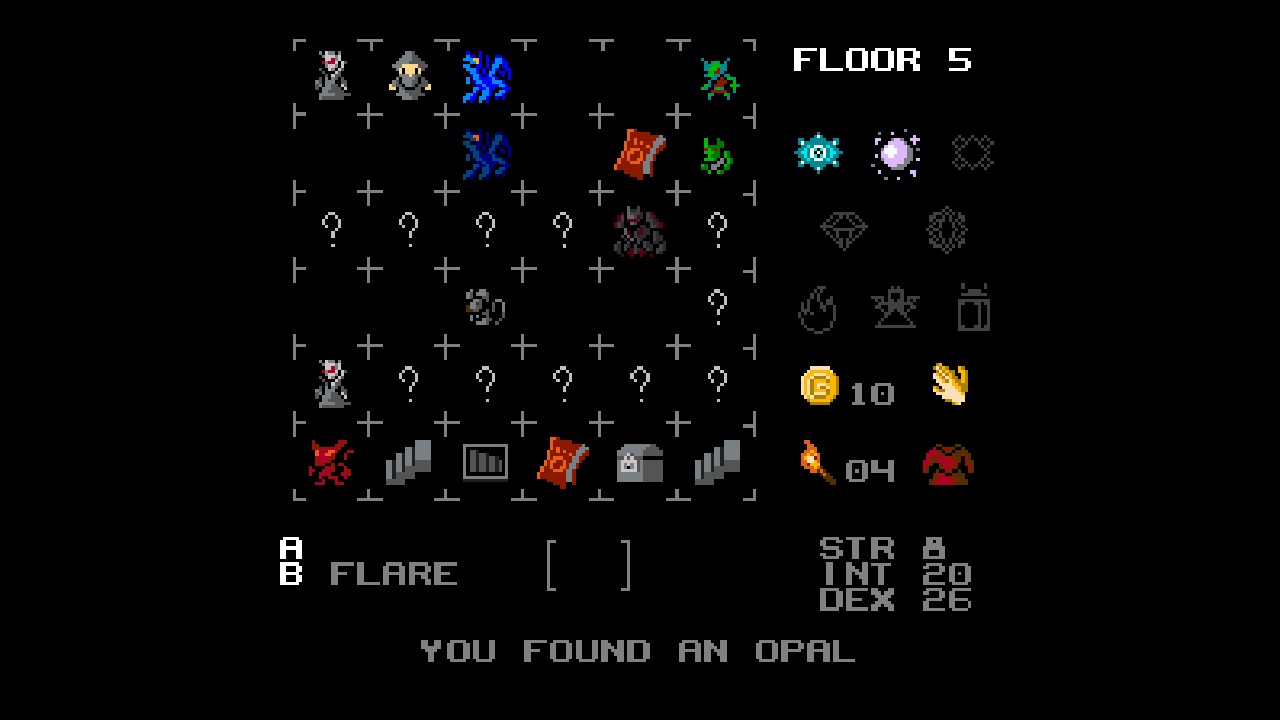 FLOOR 5
? ? ? ? ?
?
? ? ? ? ?
G 10
04
A
B FLARE [ ]
STR 8
INT 20
DEX 26
YOU FOUND AN OPAL